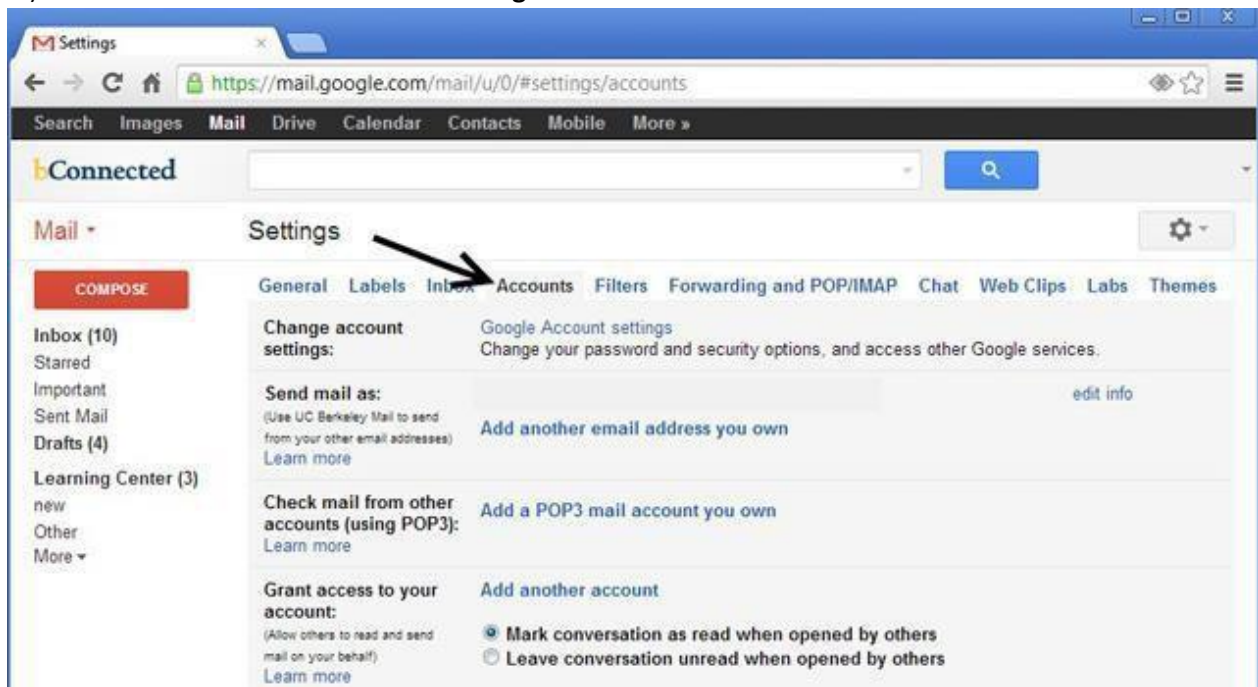 Settings
https://mail.google.com/mail/u/0/#settings/accounts
Search Images Mail Drive Calendar Contacts Mobile More »
bConnected
Mail
Settings
COMPOSE
General Labels Inbox Accounts Filters Forwarding and POP/IMAP Chat Web Clips Labs Themes
Inbox (10)
Starred
Important
Sent Mail
Drafts (4)
Learning Center (3)
new
Other
More
Change account
settings:
Google Account settings
Change your password and security options, and access other Google services.
Send mail as:
(Use UC Berkeley Mail to send
from your other email addresses)
Learn more
edit info
Add another email address you own
Check mail from other
accounts (using POP3):
Learn more
Add a POP3 mail account you own
Grant access to your
account:
(Allow others to read and send
mail on your behalf)
Learn more
Add another account
Mark conversation as read when opened by others
Leave conversation unread when opened by others